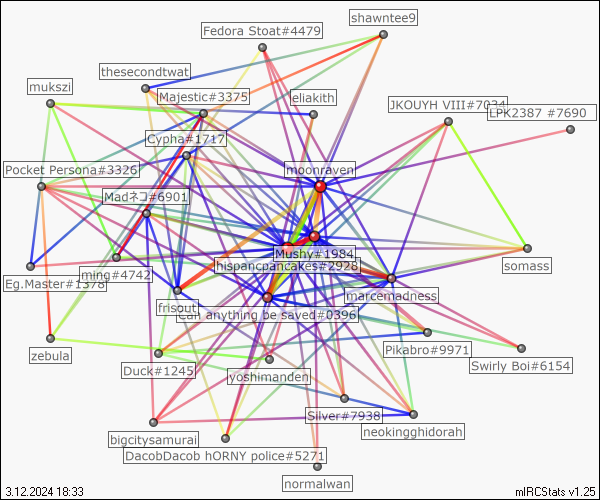 shawntee9
Fedora Stoat#4479
thesecondtwat
mukszi
Majestic#3375
eliakith
JKOUYH VIII#7034
LPK2387 #7690
Cypha#1717
moonraven
Pocket Persona#3326
Madネコ#6901
Mushy#1984
somass
hispancpancakes#2928
ming#4742
Eg.Master#1378
marcemadness
frisout
Can anything be saved#0396
Pikabro#9971
zebula
Swirly Boi#6154
Duck#1245
yoshimanden
Silver#7938
neokingghidorah
bigcitysamurai
DacobDacob hORNY police#5271
normalwan
3.12.2024 18:33
mIRCStats v1.25